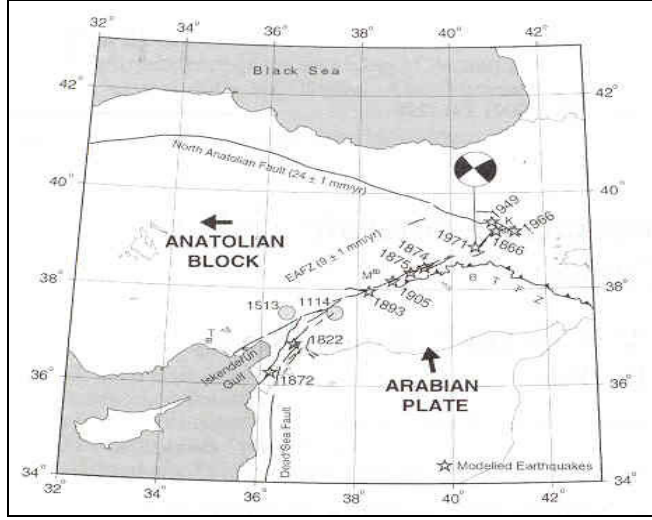 32° 34° 36° 38° 40° 42°
Black Sea
42° 42°
North Anatolian Fault (24 ± 1 mm/yr)
40° 40°
1949
K
1966
1866
1971
ANATOLIAN
BLOCK
EAFZ (9 ± 1 mm/yr)
1874
1875
38° 38°
B T F Z
1905
1893
1513 1114
1822
T
Iskenderun
Gulf
1872
36° 36°
ARABIAN
PLATE
Dead Sea Fault
Modelled Earthquakes
34° 34°
32° 34° 36° 38° 40° 42°